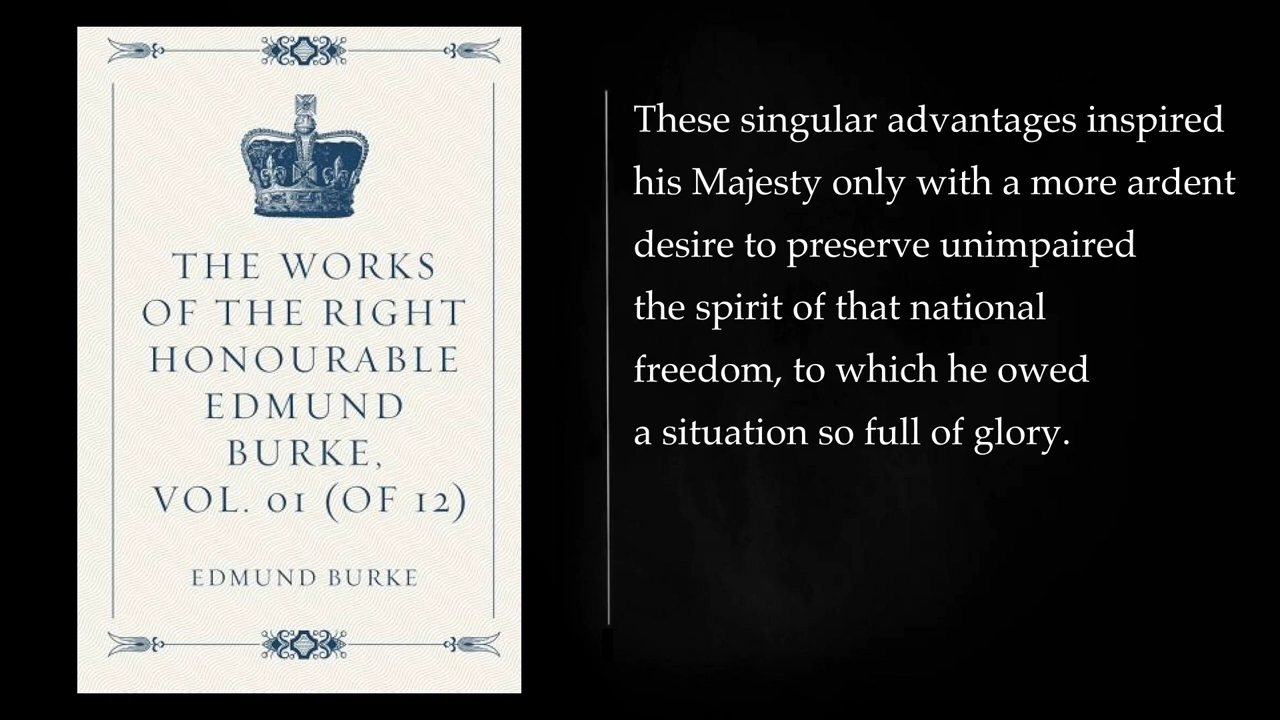 THE WORKS
OF THE RIGHT
HONOURABLE
EDMUND
BURKE,
VOL. 01 (OF 12)
EDMUND BURKE
These singular advantages inspired
his Majesty only with a more ardent
desire to preserve unimpaired
the spirit of that national
freedom, to which he owed
a situation so full of glory.